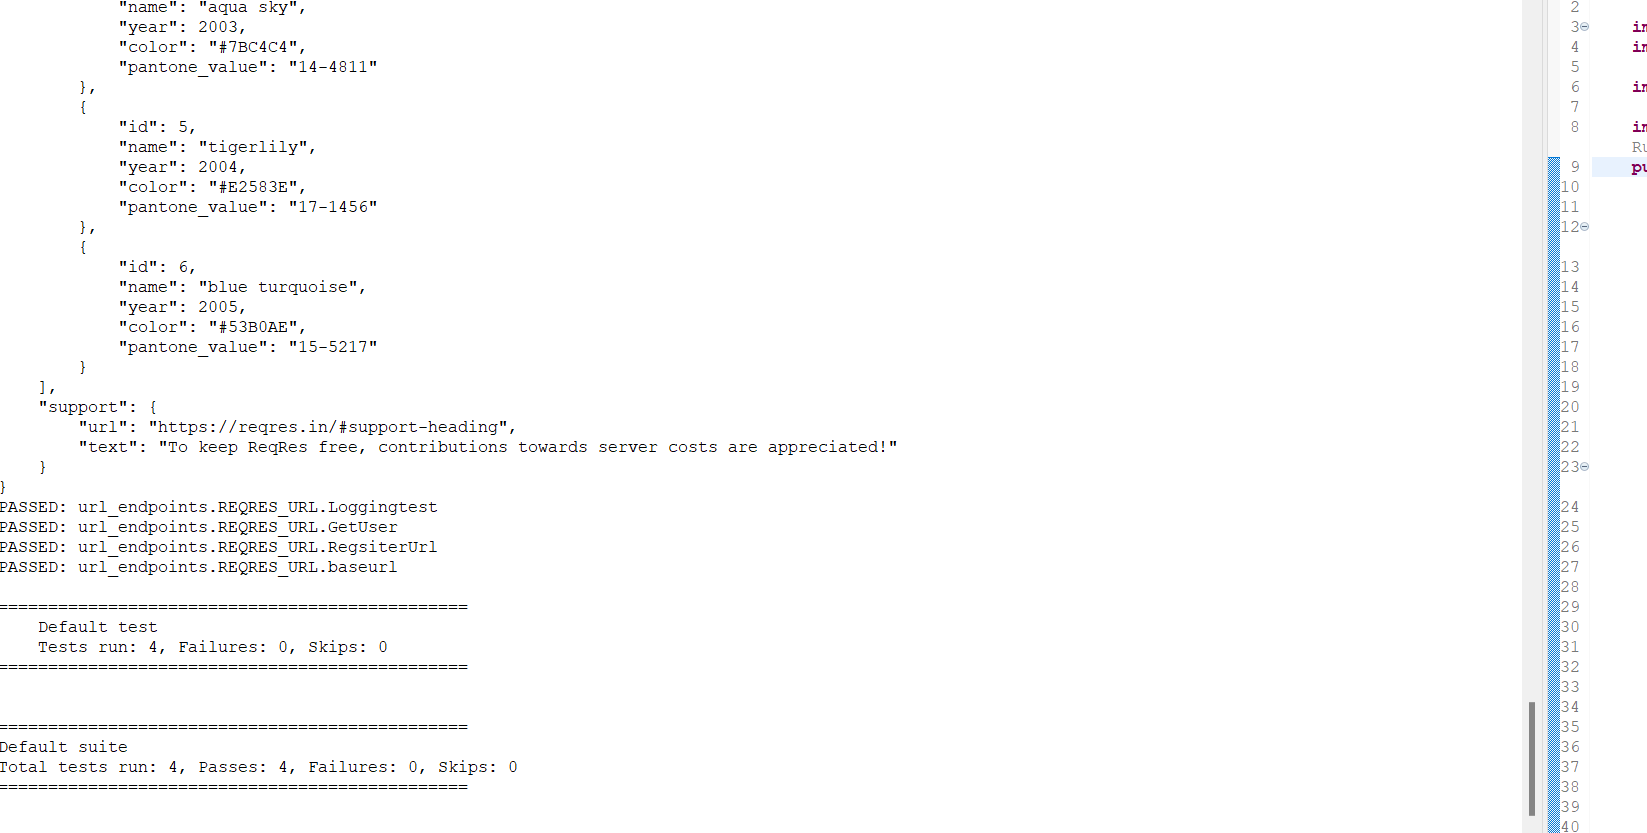 "name": "aqua sky",
"year": 2003,
"color": "#7BC4C4",
"pantone_value": "14-4811"
},
{
"id": 5,
"name": "tigerlily",
"year": 2004,
"color": "#E2583E",
"pantone_value": "17-1456"
},
{
"id": 6,
"name": "blue turquoise",
"year": 2005,
"color": "#53B0AE",
"pantone_value": "15-5217"
}
],
"support": {
"url": "https://reqres.in/#support-heading",
"text": "To keep ReqRes free, contributions towards server costs are appreciated!"
}
}
PASSED: url_endpoints.REQRES_URL.Loggingtest
PASSED: url_endpoints.REQRES_URL.GetUser
PASSED: url_endpoints.REQRES_URL.RegsiterUrl
PASSED: url_endpoints.REQRES_URL.baseurl
===============================================
Default test
Tests run: 4, Failures: 0, Skips: 0
===============================================
===============================================
Default suite
Total tests run: 4, Passes: 4, Failures: 0, Skips: 0
===============================================
2
3
4
5
6
7
8
9
10
11
12
13
14
15
16
17
18
19
20
21
22
23
24
25
26
27
28
29
30
31
32
33
34
35
36
37
38
39
40